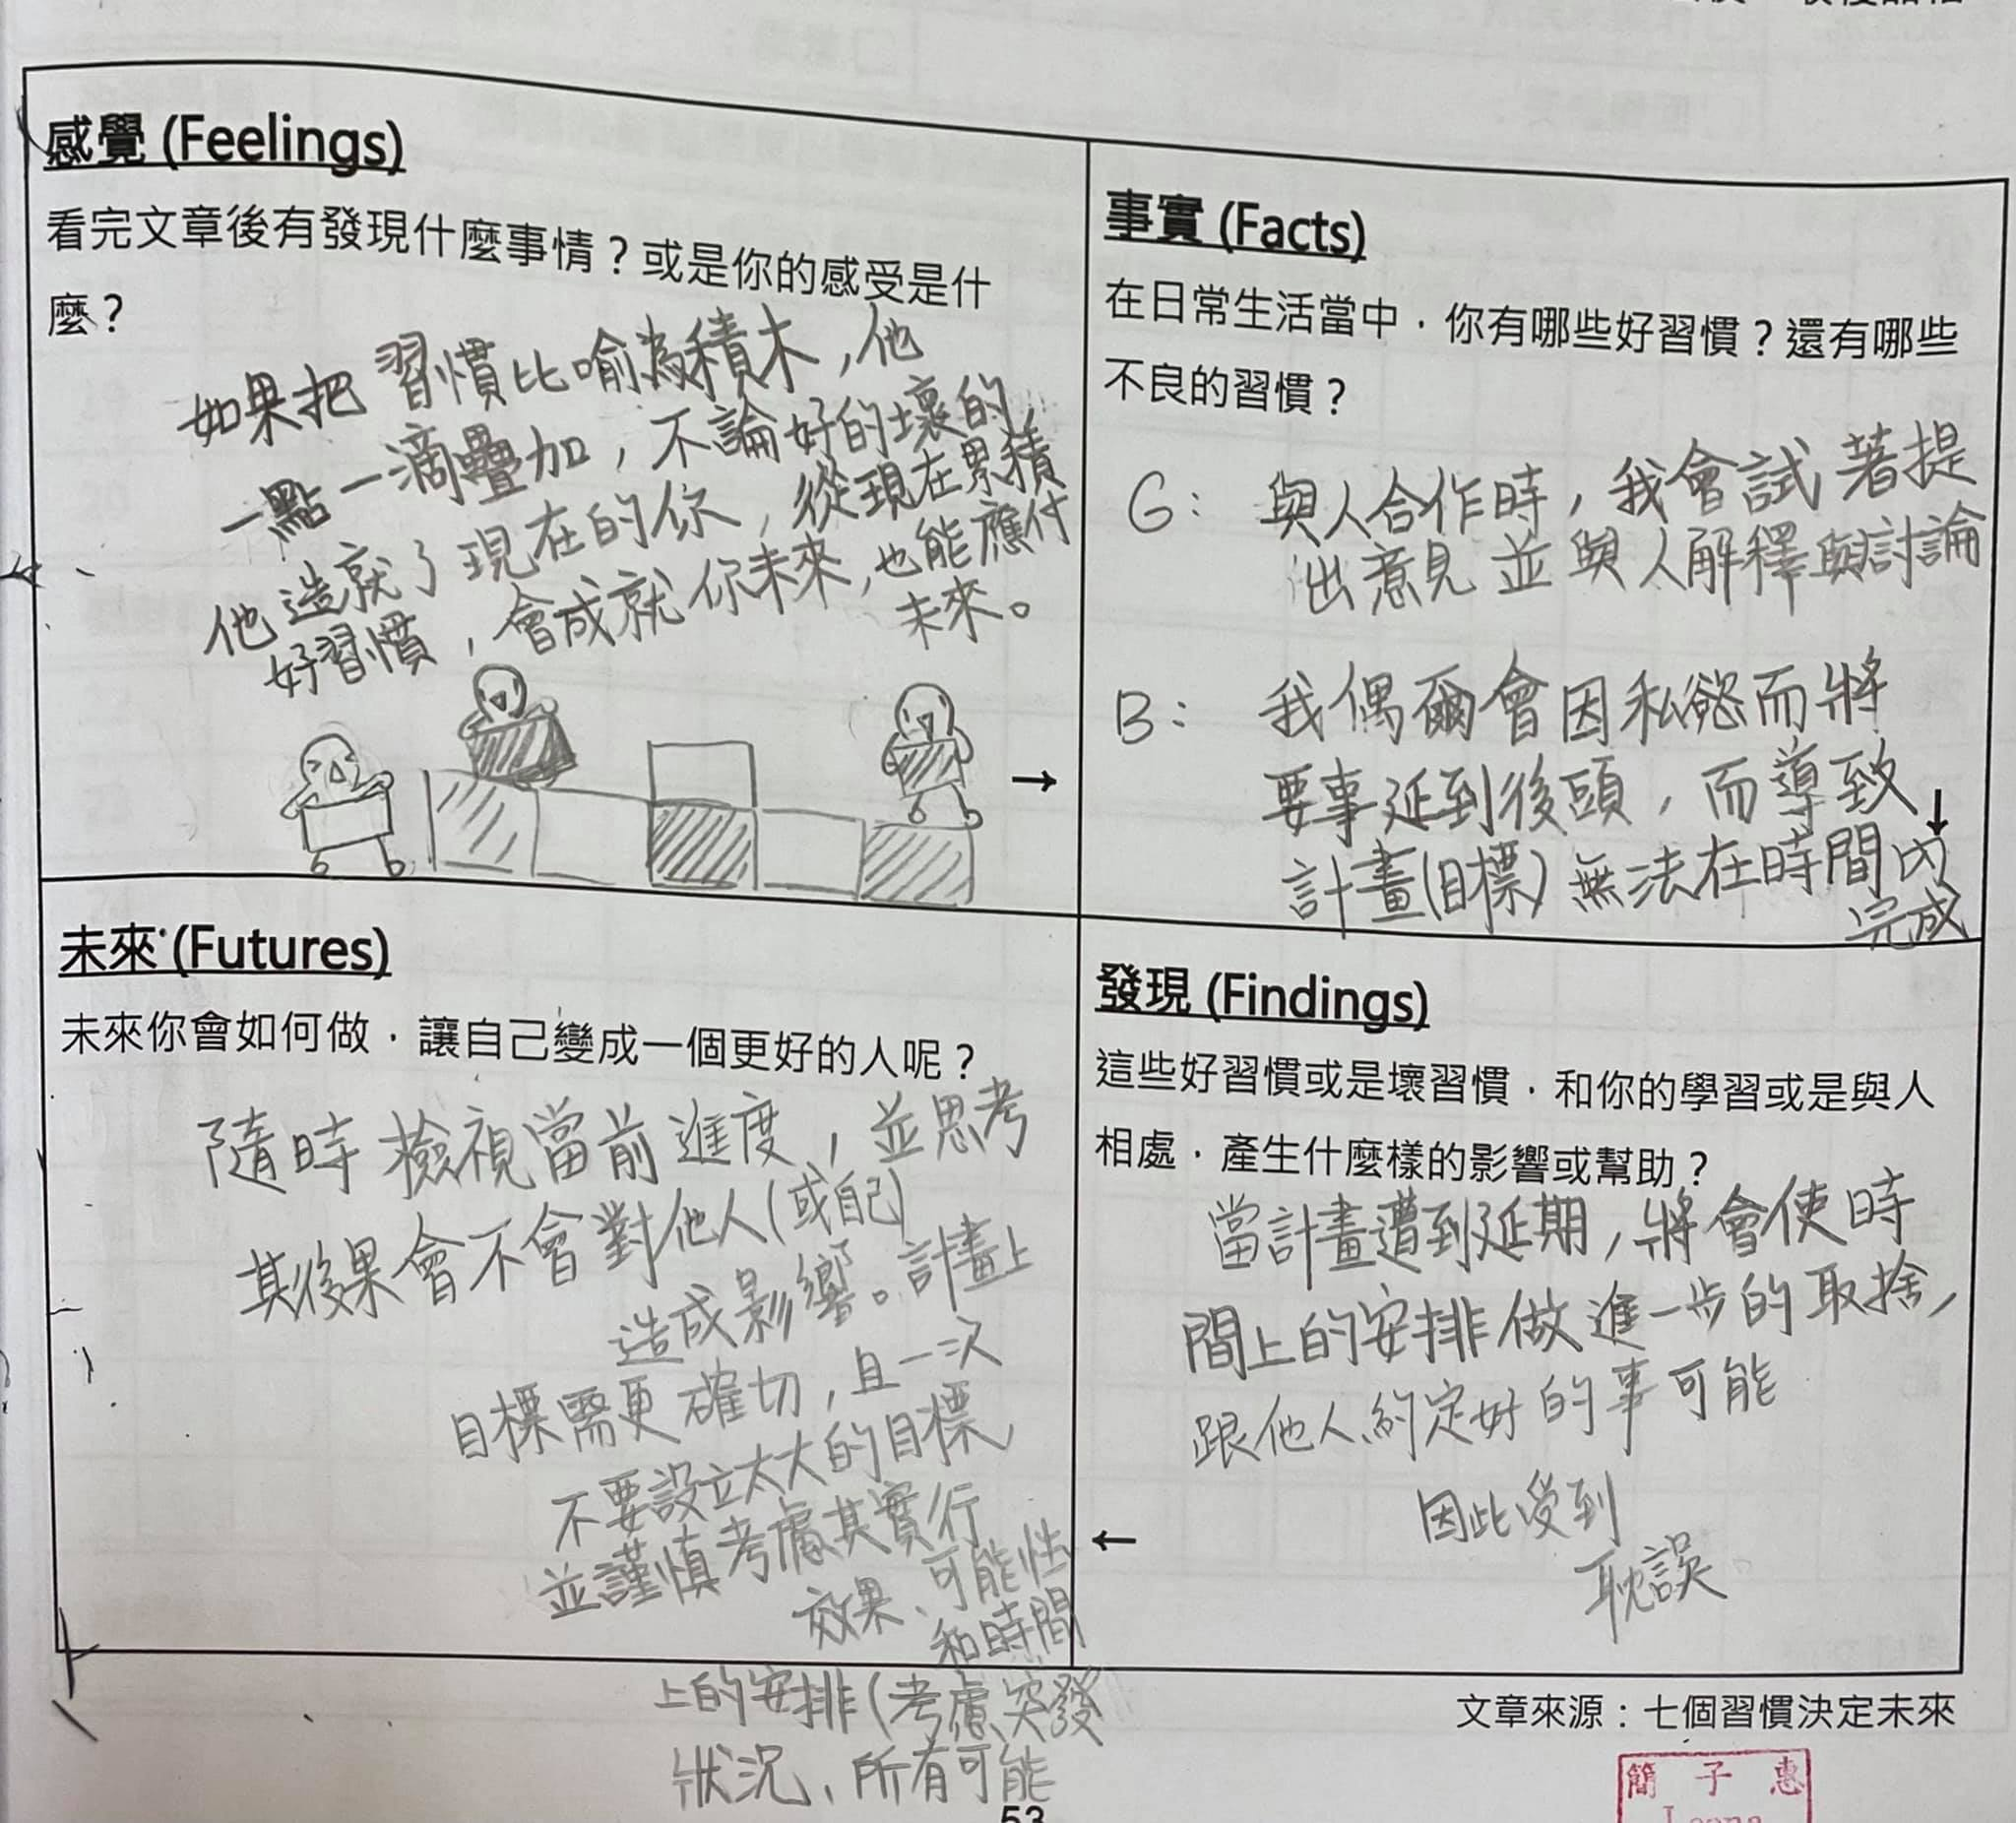 感覺 (Feelings)
看完文章後有發現什麼事情？或是你的感受是什
麼？
如果把習慣比喻為積木，他
一點一滴疊加，不論好的壞的，
他造就了現在的你，從現在累積
好習慣，會成就你未來，也能應付
未來。
→
事實 (Facts)
在日常生活當中，你有哪些好習慣？還有哪些
不良的習慣？
G： 與人合作時，我會試著提
出意見並與人解釋與討論
B： 我偶爾會因私慾而將
要事延到後頭，而導致
計畫(目標)無法在時間內
完成
↓
發現 (Findings)
這些好習慣或是壞習慣，和你的學習或是與人
相處，產生什麼樣的影響或幫助？
當計畫遭到延期，將會使時
間上的安排做進一步的取捨，
跟他人約定好的事可能
因此受到
耽誤
←
未來 (Futures)
未來你會如何做，讓自己變成一個更好的人呢？
隨時檢視當前進度，並思考
其後果會不會對他人(或自己)
造成影響。計畫上
目標需更確切，且一次
不要設立太大的目標，
並謹慎考慮其實行
效果、可能性
和時間
上的安排(考慮突發
狀況、所有可能
文章來源：七個習慣決定未來
簡子惠
53